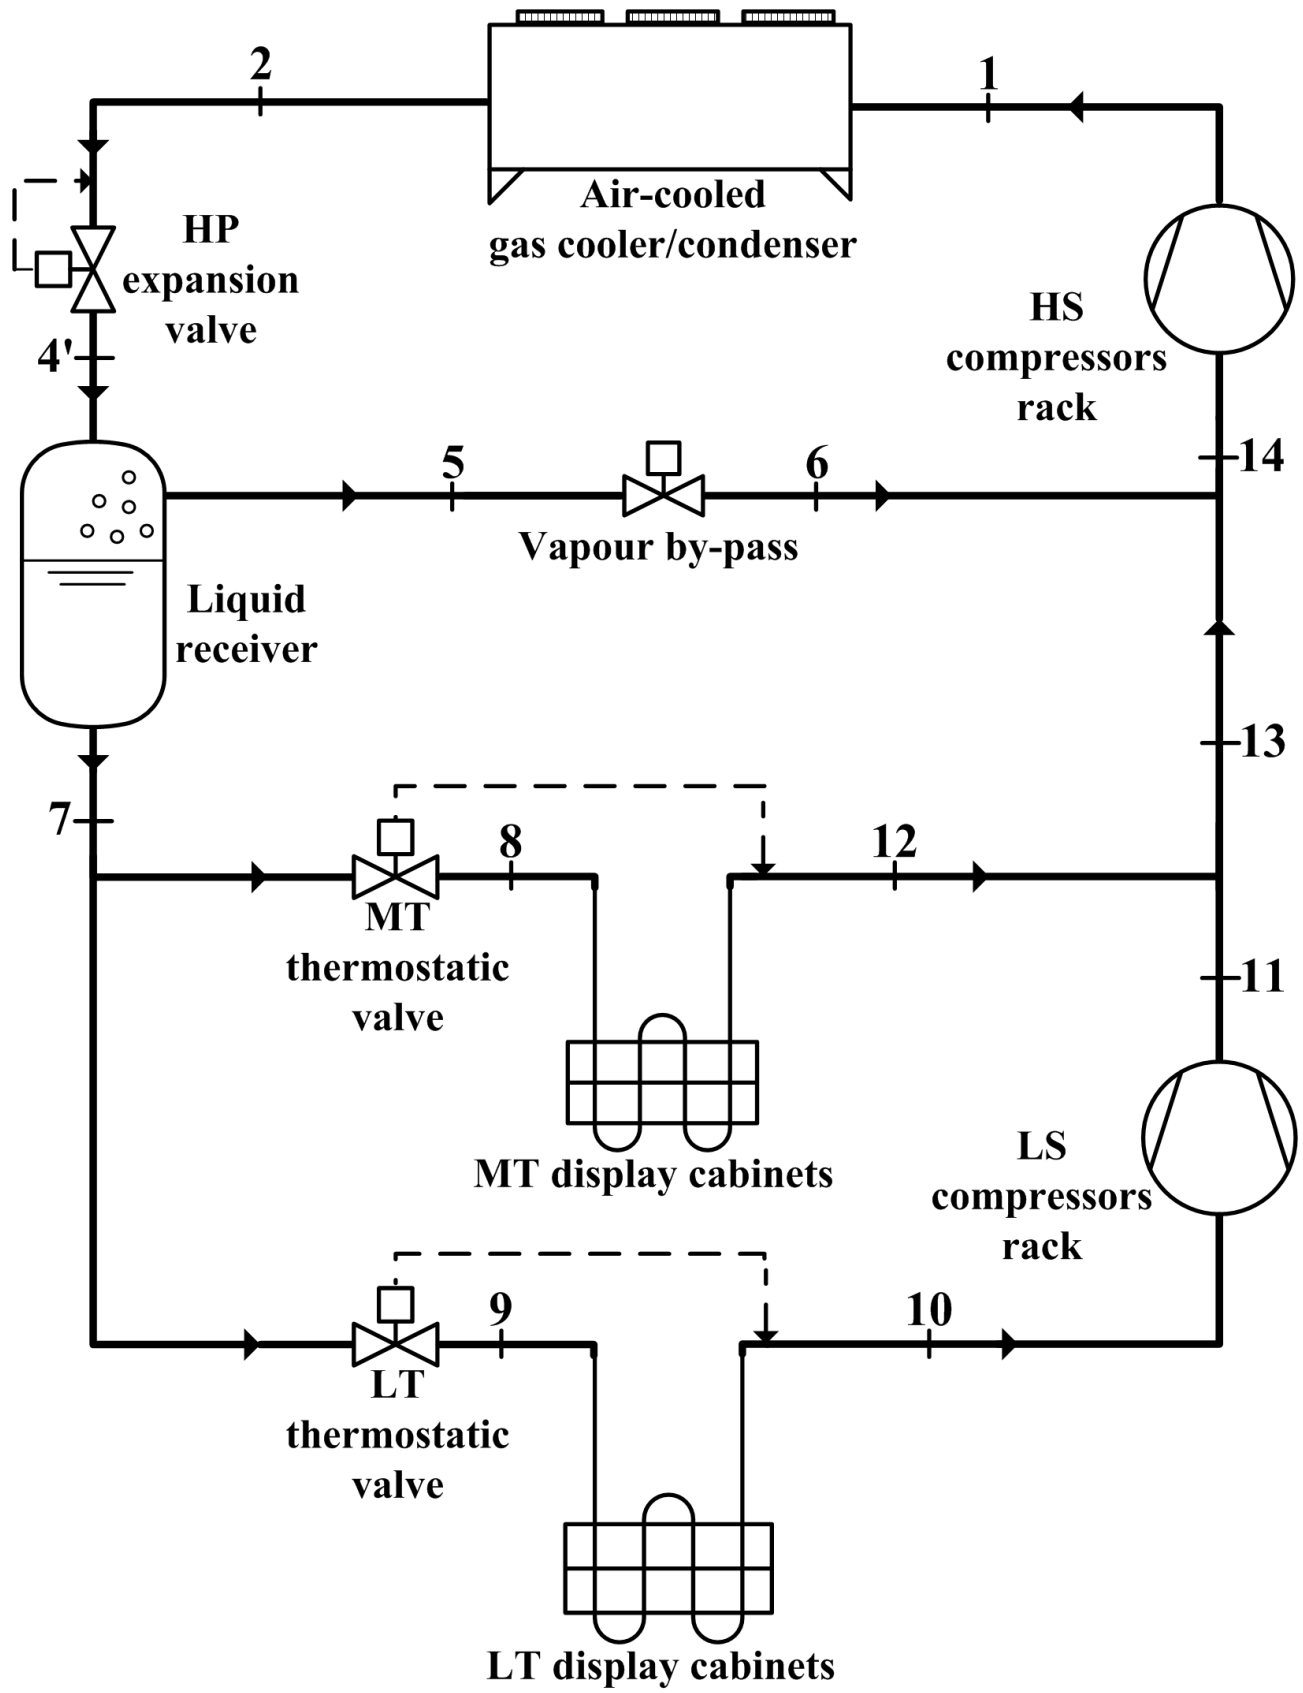 2
1
Air-cooled
gas cooler/condenser
HP
expansion
valve
HS
compressors
rack
4'
5
6
14
Vapour by-pass
Liquid
receiver
13
7
8
12
MT
thermostatic
valve
11
MT display cabinets
LS
compressors
rack
9
10
LT
thermostatic
valve
LT display cabinets